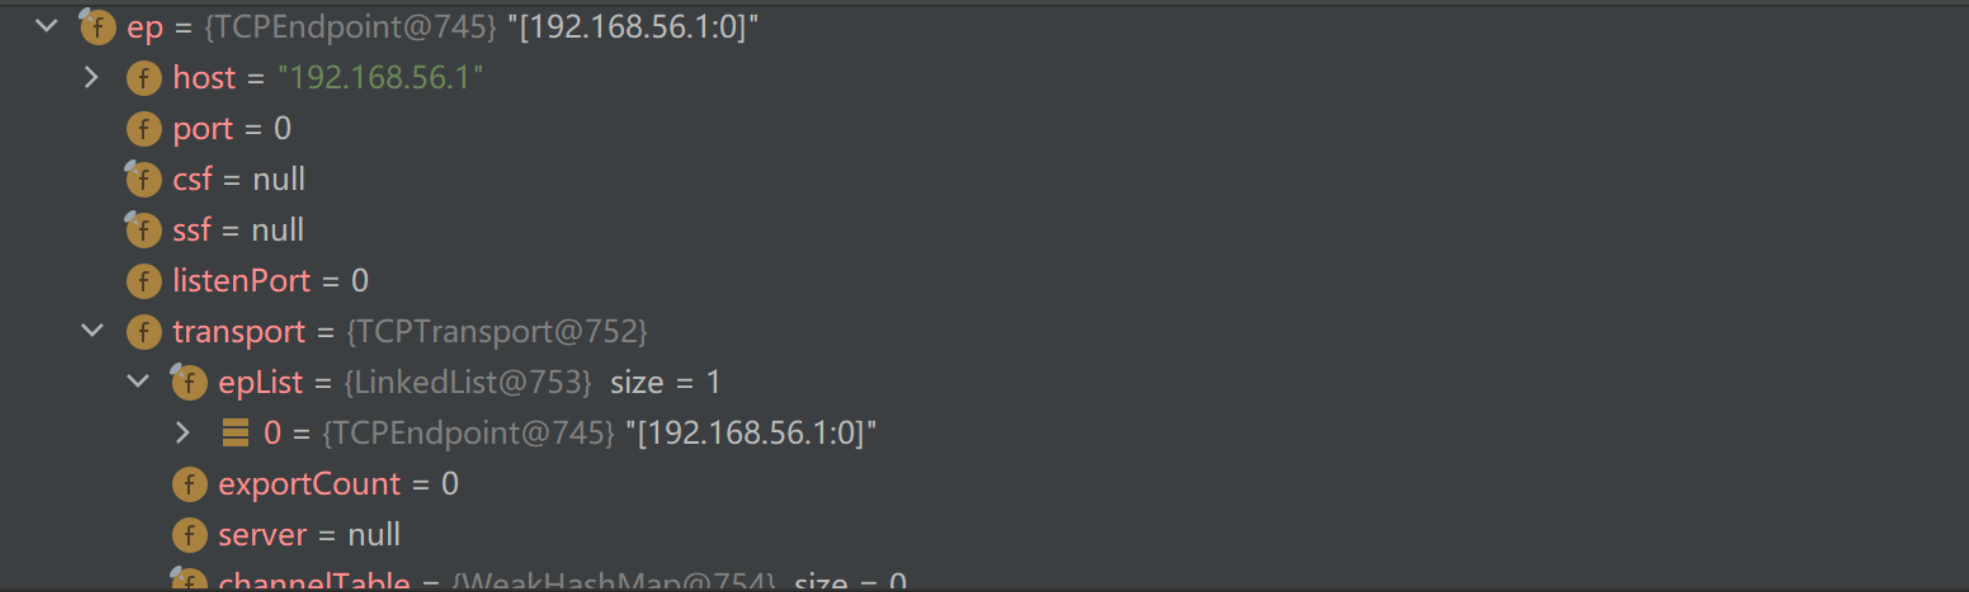 ep = {TCPEndpoint@745} "[192.168.56.1:0]"
host = "192.168.56.1"
port = 0
csf = null
ssf = null
listenPort = 0
transport = {TCPTransport@752}
epList = {LinkedList@753} size = 1
0 = {TCPEndpoint@745} "[192.168.56.1:0]"
exportCount = 0
server = null
channelTable = {WeakHashMap@754} size = 0